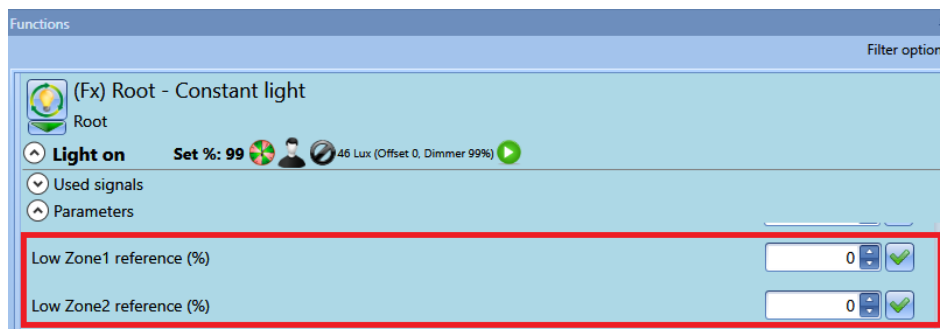 Functions
Filter option
(Fx) Root - Constant light
Root
Light on Set %: 99 46 Lux (Offset 0, Dimmer 99%)
Used signals
Parameters
Low Zone1 reference (%) 0
Low Zone2 reference (%) 0